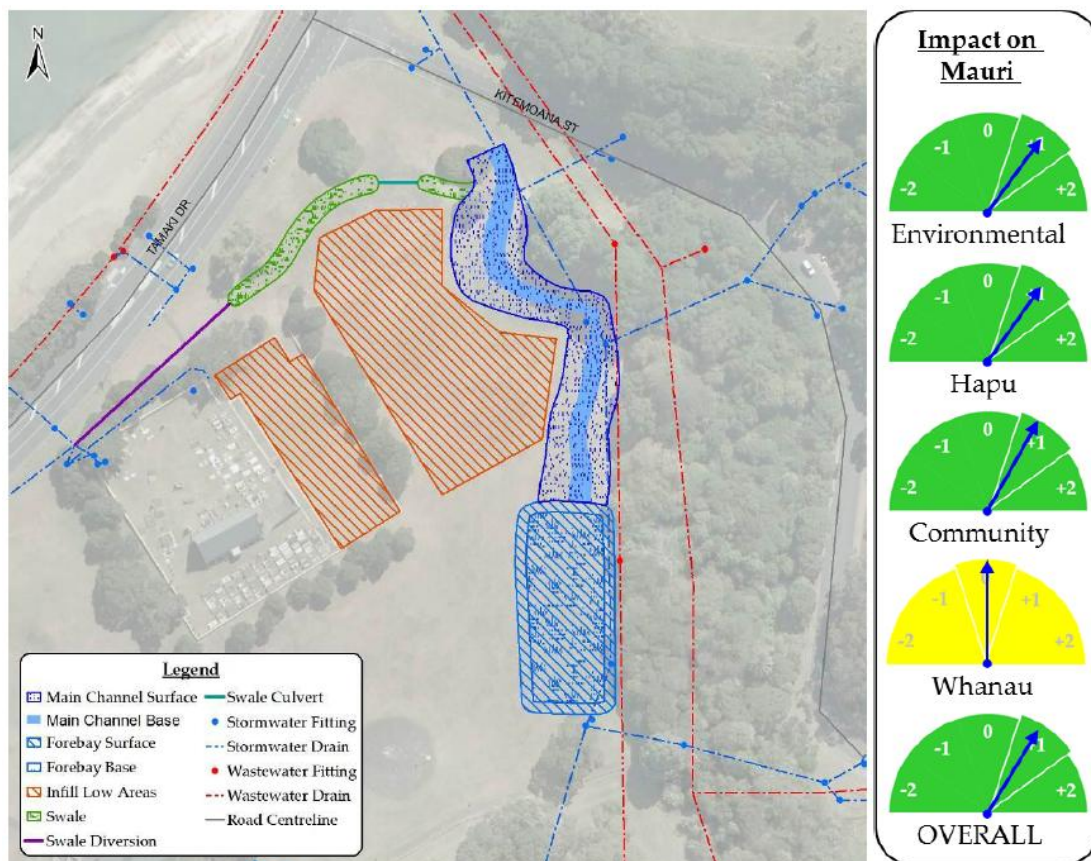 N
KITEMOANA ST
TAMAKI DR
Legend
Main Channel Surface
Main Channel Base
Forebay Surface
Forebay Base
Infill Low Areas
Swale
Swale Diversion
Swale Culvert
Stormwater Fitting
Stormwater Drain
Wastewater Fitting
Wastewater Drain
Road Centreline
Impact on
Mauri
-2 -1 0 +1 +2
Environmental
-2 -1 0 +1 +2
Hapu
-2 -1 0 +1 +2
Community
-2 -1 +1 +2
Whanau
-2 -1 0 +1 +2
OVERALL